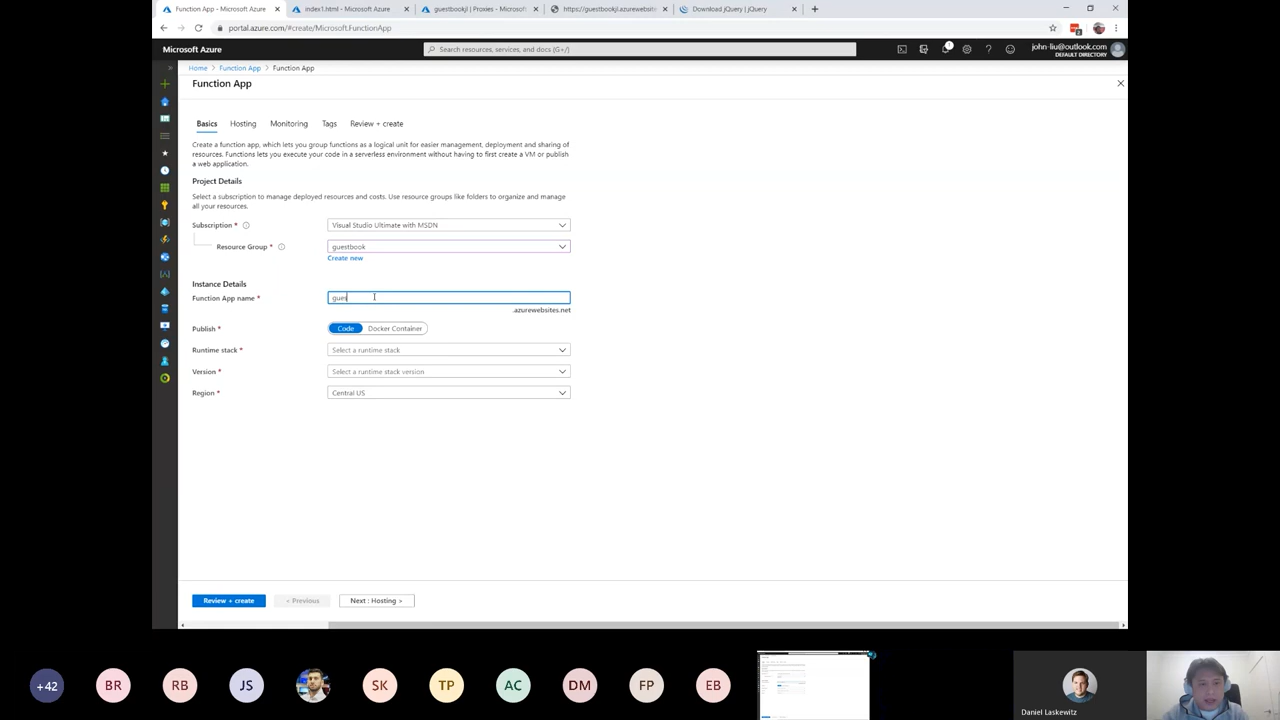 Function App - Microsoft Azure
index1.html - Microsoft Azure
guestbookjl | Proxies - Microsof
https://guestbookjl.azurewebsit
Download jQuery | jQuery
portal.azure.com/#create/Microsoft.FunctionApp
Microsoft Azure
Search resources, services, and docs (G+/)
1
john-liu@outlook.com
DEFAULT DIRECTORY
Home > Function App > Function App
Function App
Basics Hosting Monitoring Tags Review + create
Create a function app, which lets you group functions as a logical unit for easier management, deployment and sharing of
resources. Functions lets you execute your code in a serverless environment without having to first create a VM or publish
a web application.
Project Details
Select a subscription to manage deployed resources and costs. Use resource groups like folders to organize and manage
all your resources.
Subscription * Visual Studio Ultimate with MSDN
Resource Group * guestbook
Create new
Instance Details
Function App name * gues
.azurewebsites.net
Publish * Code Docker Container
Runtime stack * Select a runtime stack
Version * Select a runtime stack version
Region * Central US
Review + create < Previous Next : Hosting >
+42 RB JS TP AC DM FP
Daniel Laskewitz